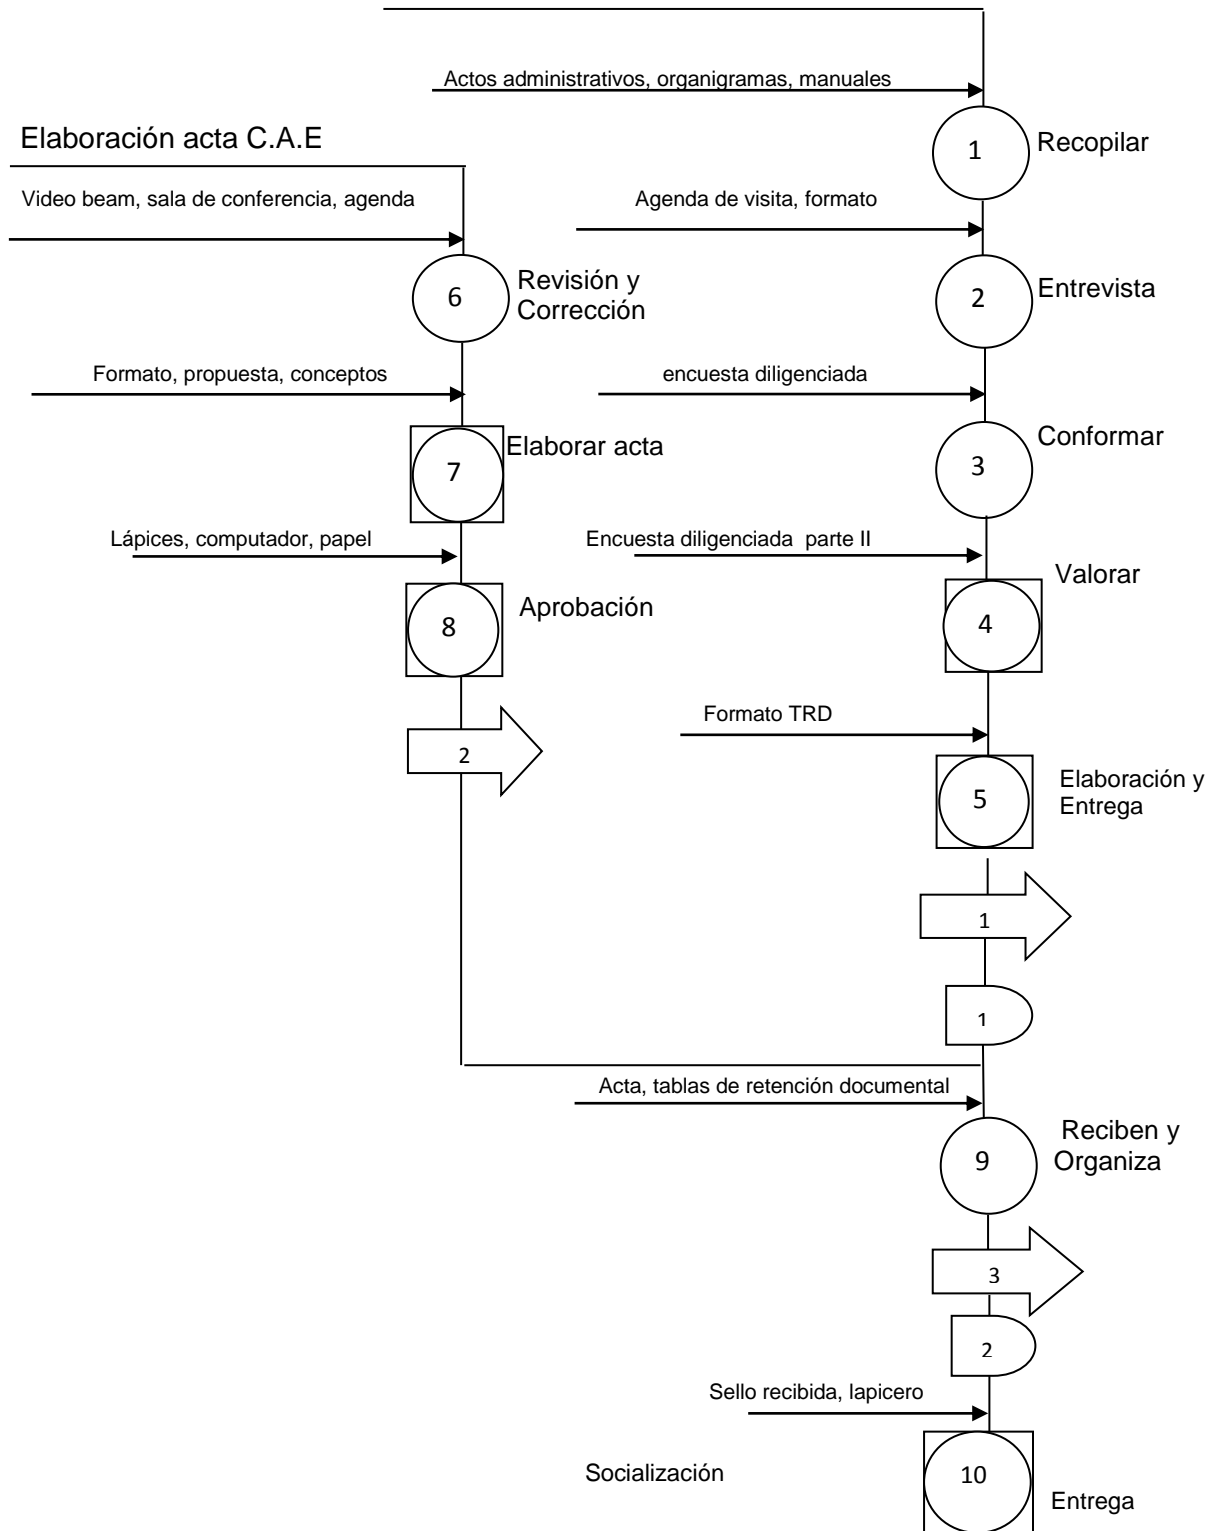 Actos administrativos, organigramas, manuales
Elaboración acta C.A.E
1
Recopilar
Video beam, sala de conferencia, agenda
Agenda de visita, formato
6
Revisión y
Corrección
2
Entrevista
Formato, propuesta, conceptos
encuesta diligenciada
7
Elaborar acta
3
Conformar
Lápices, computador, papel
Encuesta diligenciada parte II
8
Aprobación
4
Valorar
2
Formato TRD
5
Elaboración y
Entrega
1
1
Acta, tablas de retención documental
9
Reciben y
Organiza
3
2
Sello recibida, lapicero
Socialización
10
Entrega